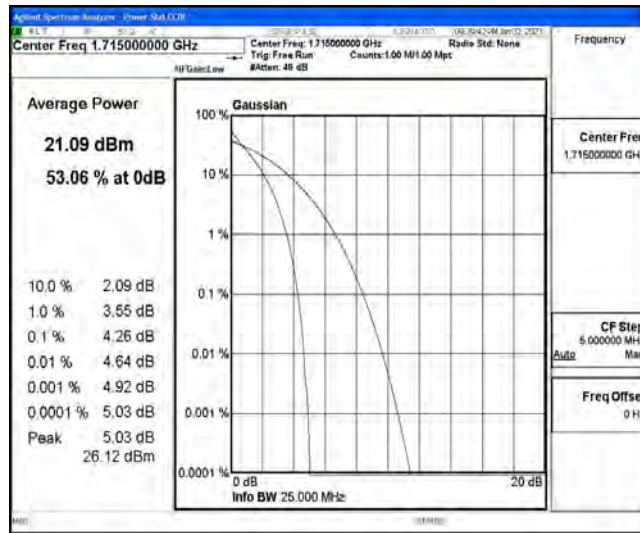 Agilent Spectrum Analyzer - Power Stat CCDF
Center Freq 1.715000000 GHz
Center Freq: 1.715000000 GHz
Radio Std: None
Trig: Free Run
Counts:1.00 M/1.00 Mpt
#IFGain:Low
#Atten: 46 dB
Frequency
Average Power
21.09 dBm
53.06 % at 0dB
10.0 % 2.09 dB
1.0 % 3.55 dB
0.1 % 4.26 dB
0.01 % 4.64 dB
0.001 % 4.92 dB
0.0001 % 5.03 dB
Peak 5.03 dB
26.12 dBm
Gaussian
100 %
10 %
1 %
0.1 %
0.01 %
0.001 %
0.0001 %
0 dB
20 dB
Info BW 25.000 MHz
Center Freq
1.715000000 GH
CF Step
5.000000 MH
Auto Ma
Freq Offse
0 H